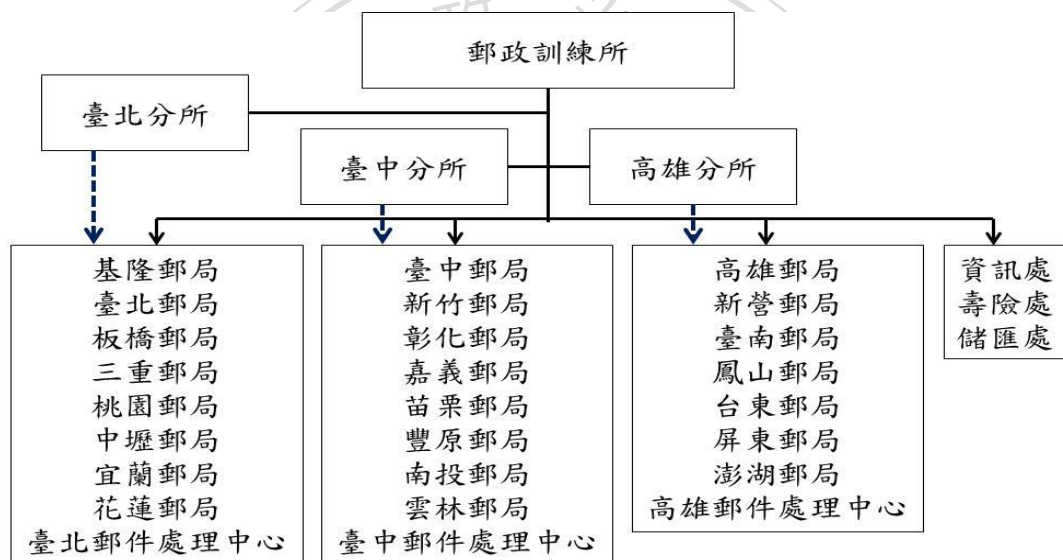 郵政訓練所
臺北分所
臺中分所
高雄分所
基隆郵局
臺北郵局
板橋郵局
三重郵局
桃園郵局
中壢郵局
宜蘭郵局
花蓮郵局
臺北郵件處理中心
臺中郵局
新竹郵局
彰化郵局
嘉義郵局
苗栗郵局
豐原郵局
南投郵局
雲林郵局
臺中郵件處理中心
高雄郵局
新營郵局
臺南郵局
鳳山郵局
台東郵局
屏東郵局
澎湖郵局
高雄郵件處理中心
資訊處
壽險處
儲匯處